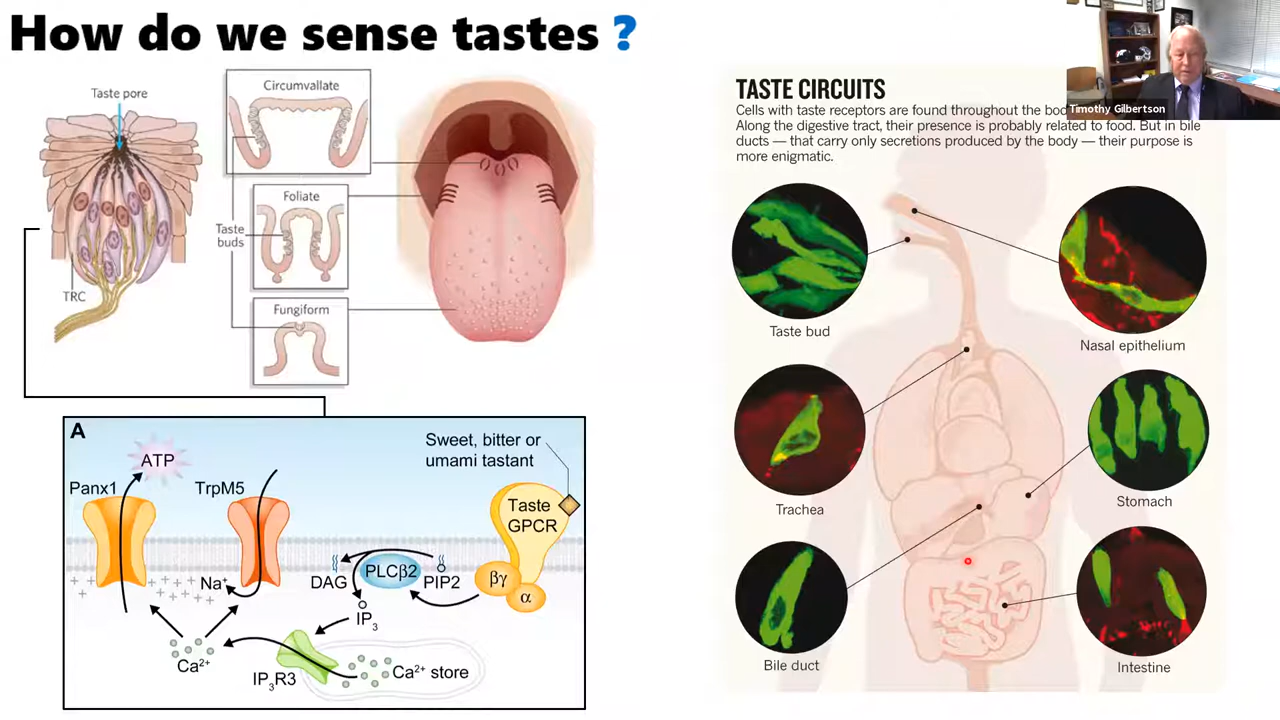 How do we sense tastes ?
Taste pore
TRC
Circumvallate
Foliate
Taste
buds
Fungiform
A
ATP
Panx1
TrpM5
Sweet, bitter or
umami tastant
Taste
GPCR
Na⁺
DAG
PLCβ2
PIP2
βγ
α
IP₃
Ca²⁺
IP₃R3
Ca²⁺ store
TASTE CIRCUITS
Cells with taste receptors are found throughout the
Along the digestive tract, their presence is probably related to food. But in bile
ducts — that carry only secretions produced by the body — their purpose is
more enigmatic.
Taste bud
Nasal epithelium
Trachea
Stomach
Bile duct
Intestine
Timothy Gilbertson